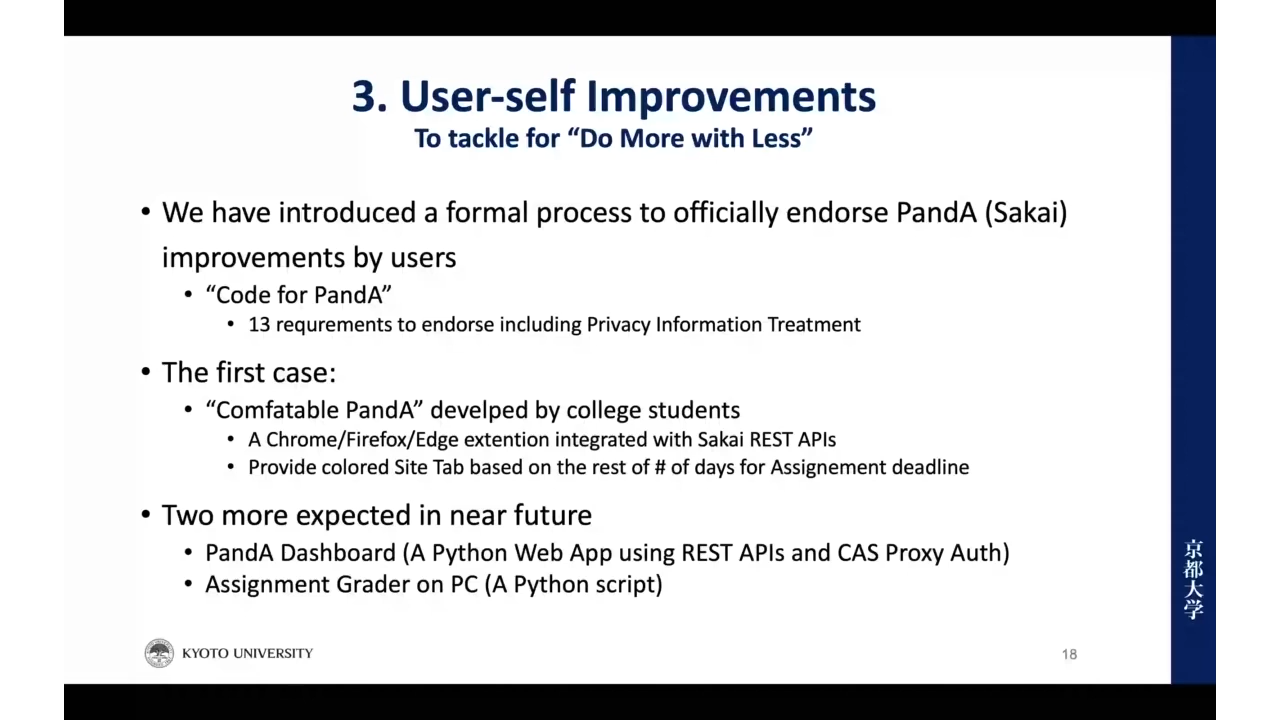 3. User-self Improvements
To tackle for “Do More with Less”
• We have introduced a formal process to officially endorse PandA (Sakai)
improvements by users
• “Code for PandA”
• 13 requrements to endorse including Privacy Information Treatment
• The first case:
• “Comfatable PandA” develped by college students
• A Chrome/Firefox/Edge extention integrated with Sakai REST APIs
• Provide colored Site Tab based on the rest of # of days for Assignement deadline
• Two more expected in near future
• PandA Dashboard (A Python Web App using REST APIs and CAS Proxy Auth)
• Assignment Grader on PC (A Python script)
京都大学
KYOTO UNIVERSITY
18